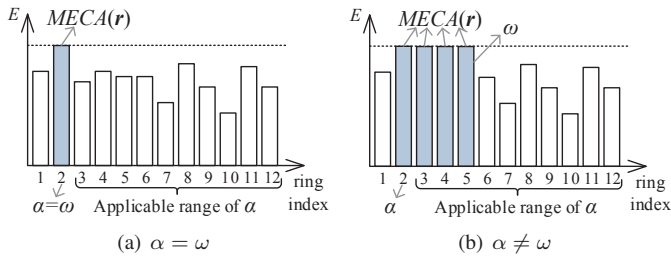 E
MECA(r)
1 2 3 4 5 6 7 8 9 10 11 12 ring index
α=ω
Applicable range of α
(a) α = ω
E
MECA(r)
ω
1 2 3 4 5 6 7 8 9 10 11 12 ring index
α
Applicable range of α
(b) α ≠ ω